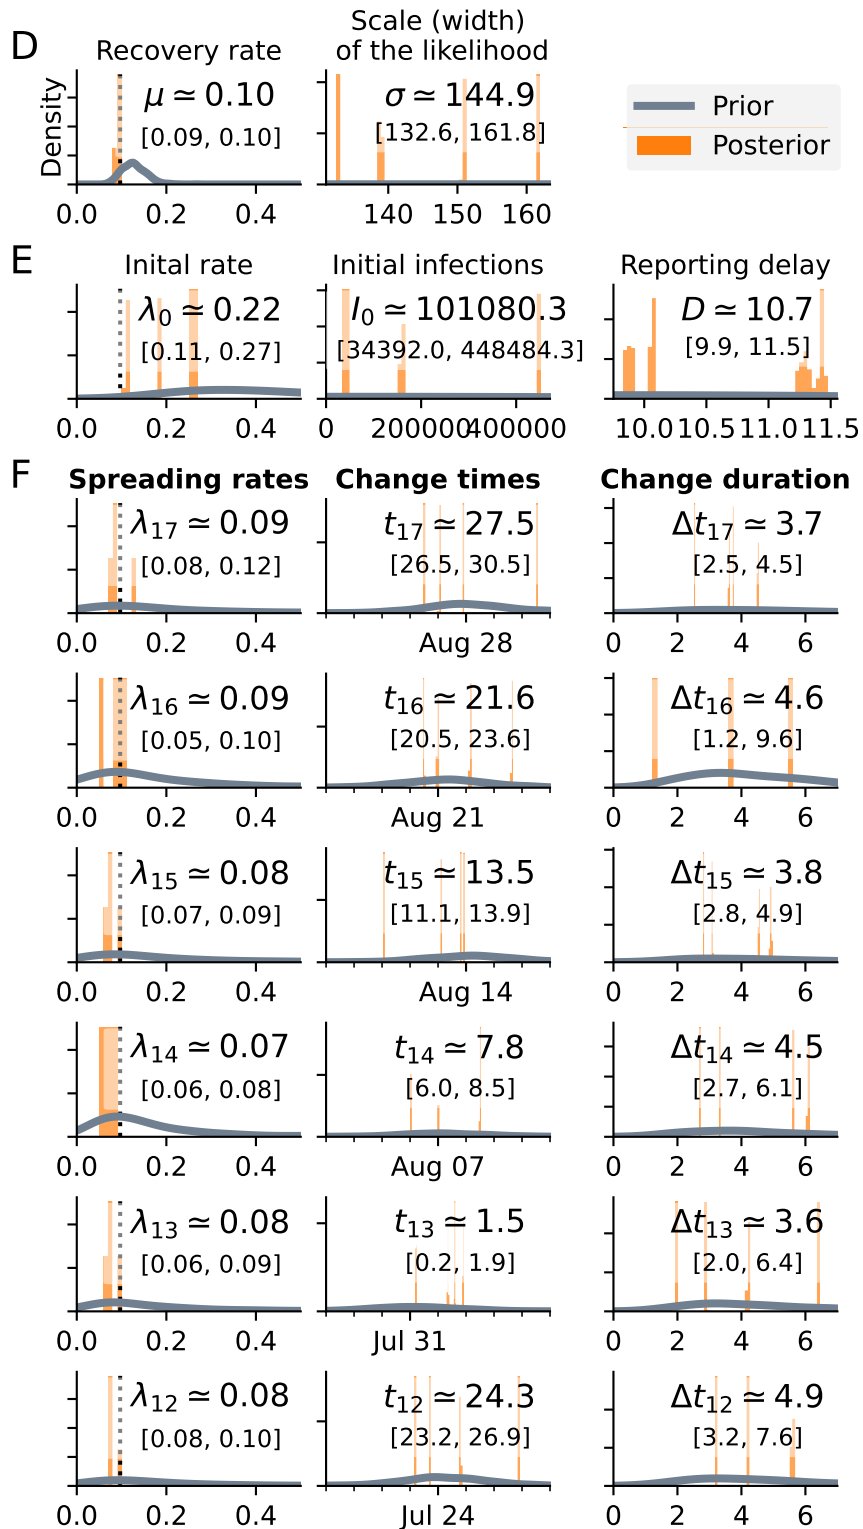 D
Recovery rate
Scale (width)
of the likelihood
Density
μ ≃ 0.10
[0.09, 0.10]
0.0 0.2 0.4
σ ≃ 144.9
[132.6, 161.8]
140 150 160
Prior
Posterior
E
Inital rate
Initial infections
Reporting delay
λ0 ≃ 0.22
[0.11, 0.27]
0.0 0.2 0.4
I0 ≃ 101080.3
[34392.0, 448484.3]
0 200000 400000
D ≃ 10.7
[9.9, 11.5]
10.0 10.5 11.0 11.5
F
Spreading rates
Change times
Change duration
λ17 ≃ 0.09
[0.08, 0.12]
0.0 0.2 0.4
t17 ≃ 27.5
[26.5, 30.5]
Aug 28
Δt17 ≃ 3.7
[2.5, 4.5]
0 2 4 6
λ16 ≃ 0.09
[0.05, 0.10]
0.0 0.2 0.4
t16 ≃ 21.6
[20.5, 23.6]
Aug 21
Δt16 ≃ 4.6
[1.2, 9.6]
0 2 4 6
λ15 ≃ 0.08
[0.07, 0.09]
0.0 0.2 0.4
t15 ≃ 13.5
[11.1, 13.9]
Aug 14
Δt15 ≃ 3.8
[2.8, 4.9]
0 2 4 6
λ14 ≃ 0.07
[0.06, 0.08]
0.0 0.2 0.4
t14 ≃ 7.8
[6.0, 8.5]
Aug 07
Δt14 ≃ 4.5
[2.7, 6.1]
0 2 4 6
λ13 ≃ 0.08
[0.06, 0.09]
0.0 0.2 0.4
t13 ≃ 1.5
[0.2, 1.9]
Jul 31
Δt13 ≃ 3.6
[2.0, 6.4]
0 2 4 6
λ12 ≃ 0.08
[0.08, 0.10]
0.0 0.2 0.4
t12 ≃ 24.3
[23.2, 26.9]
Jul 24
Δt12 ≃ 4.9
[3.2, 7.6]
0 2 4 6